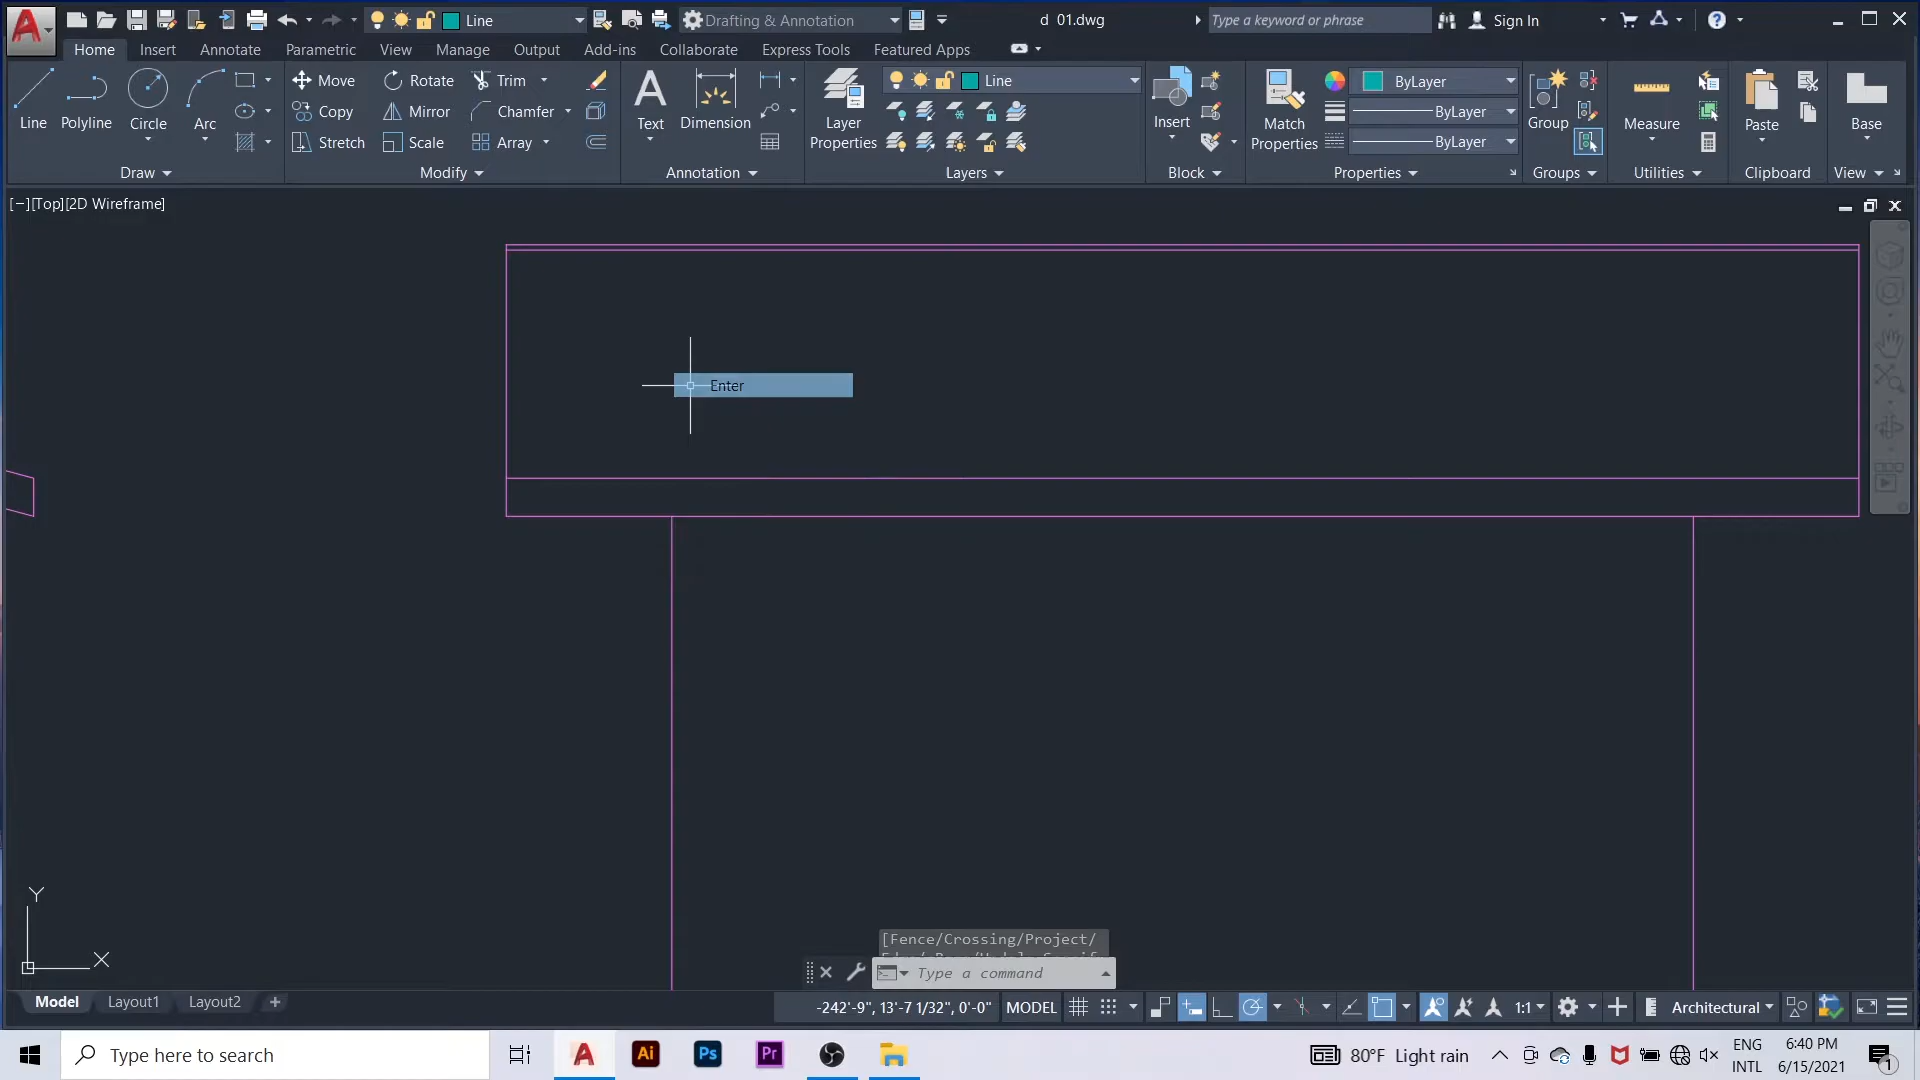 Line
Drafting & Annotation
d 01.dwg
Type a keyword or phrase
Sign In
Home Insert Annotate Parametric View Manage Output Add-ins Collaborate Express Tools Featured Apps
Line
Polyline
Circle
Arc
Move
Copy
Stretch
Rotate
Mirror
Scale
Trim
Chamfer
Array
Text
Dimension
Layer
Properties
Line
Insert
Match
Properties
ByLayer
ByLayer
ByLayer
Group
Measure
Paste
Base
Draw
Modify
Annotation
Layers
Block
Properties
Groups
Utilities
Clipboard
View
[−][Top][2D Wireframe]
Enter
Y
X
[Fence/Crossing/Project/
Type a command
Model
Layout1
Layout2
-242'-9", 13'-7 1/32", 0'-0"
MODEL
1:1
Architectural
Type here to search
Ai
Ps
Pr
80°F Light rain
ENG
INTL
6:40 PM
6/15/2021
1